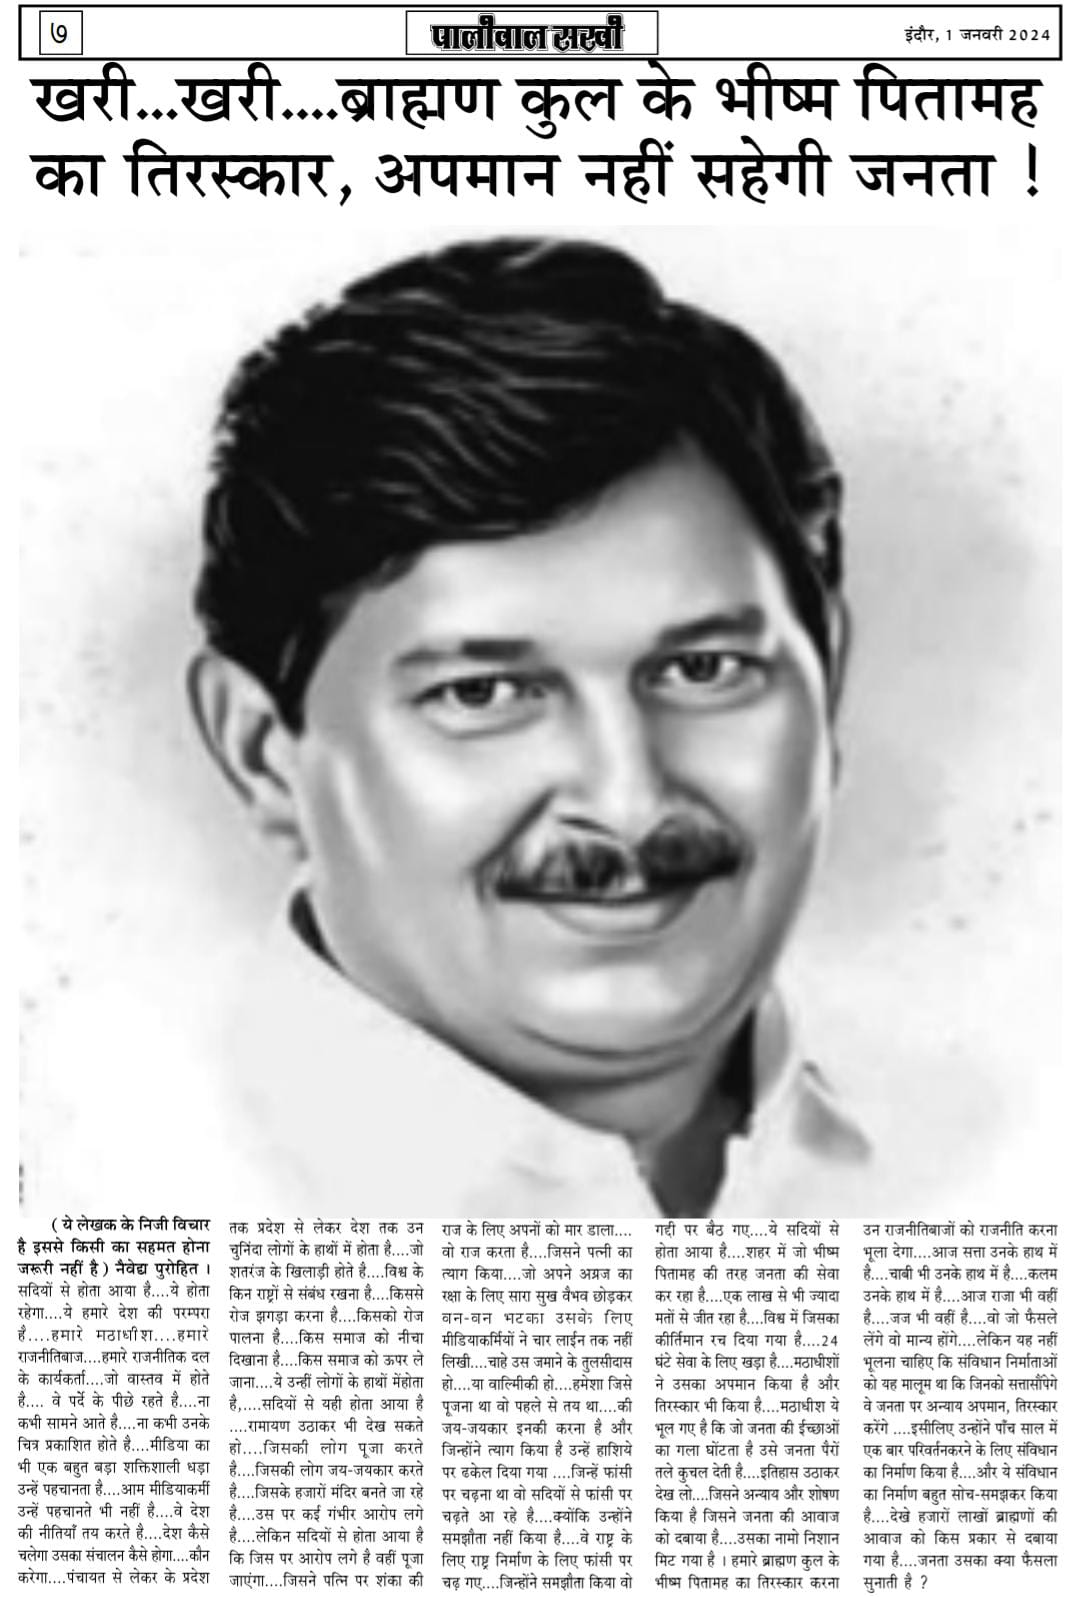 ७
पालीवाल सखी
इंदौर, 1 जनवरी 2024
खरी...खरी....ब्राह्मण कुल के भीष्म पितामह
का तिरस्कार, अपमान नहीं सहेगी जनता !
( ये लेखक के निजी विचार
है इससे किसी का सहमत होना
जरूरी नहीं है ) नैवेद्य पुरोहित ।
सदियों से होता आया है....ये होता
रहेगा....ये हमारे देश की परम्परा
है....हमारे मठाधीश....हमारे
राजनीतिबाज....हमारे राजनीतिक दल
के कार्यकर्ता....जो वास्तव में होते
है.... वे पर्दे के पीछे रहते है....ना
कभी सामने आते है....ना कभी उनके
चित्र प्रकाशित होते है....मीडिया का
भी एक बहुत बड़ा शक्तिशाली धड़ा
उन्हें पहचानता है....आम मीडियाकर्मी
उन्हें पहचानते भी नहीं है....वे देश
की नीतियाँ तय करते है....देश कैसे
चलेगा उसका संचालन कैसे होगा....कौन
करेगा....पंचायत से लेकर के प्रदेश
तक प्रदेश से लेकर देश तक उन
चुनिंदा लोगों के हाथों में होता है....जो
शतरंज के खिलाड़ी होते है....विश्व के
किन राष्ट्रों से संबंध रखना है....किससे
रोज झगड़ा करना है....किसको रोज
पालना है....किस समाज को नीचा
दिखाना है....किस समाज को ऊपर ले
जाना....ये उन्हीं लोगों के हाथों मेंहोता
है,....सदियों से यही होता आया है
....रामायण उठाकर भी देख सकते
हो....जिसकी लोग पूजा करते
है....जिसकी लोग जय-जयकार करते
है....जिसके हजारों मंदिर बनते जा रहे
है....उस पर कई गंभीर आरोप लगे
है....लेकिन सदियों से होता आया है
कि जिस पर आरोप लगे है वहीं पूजा
जाएंगा....जिसने पत्नि पर शंका की
राज के लिए अपनों को मार डाला....
वो राज करता है....जिसने पत्नी का
त्याग किया....जो अपने अग्रज का
रक्षा के लिए सारा सुख वैभव छोड़कर
वन-वन भटका उसके लिए
मीडियाकर्मियों ने चार लाईन तक नहीं
लिखी....चाहे उस जमाने के तुलसीदास
हो....या वाल्मिकी हो....हमेशा जिसे
पूजना था वो पहले से तय था....की
जय-जयकार इनकी करना है और
जिन्होंने त्याग किया है उन्हें हाशिये
पर ढकेल दिया गया ....जिन्हें फांसी
पर चढ़ना था वो सदियों से फांसी पर
चढ़ते आ रहे है....क्योंकि उन्होंने
समझौता नहीं किया है....वे राष्ट्र के
लिए राष्ट्र निर्माण के लिए फांसी पर
चढ़ गए....जिन्होंने समझौता किया वो
गद्दी पर बैठ गए....ये सदियों से
होता आया है....शहर में जो भीष्म
पितामह की तरह जनता की सेवा
कर रहा है....एक लाख से भी ज्यादा
मतों से जीत रहा है....विश्व में जिसका
कीर्तिमान रच दिया गया है....24
घंटे सेवा के लिए खड़ा है....मठाधीशों
ने उसका अपमान किया है और
तिरस्कार भी किया है....मठाधीश ये
भूल गए है कि जो जनता की ईच्छाओं
का गला घोंटता है उसे जनता पैरों
तले कुचल देती है....इतिहास उठाकर
देख लो....जिसने अन्याय और शोषण
किया है जिसने जनता की आवाज
को दबाया है....उसका नामो निशान
मिट गया है । हमारे ब्राह्मण कुल के
भीष्म पितामह का तिरस्कार करना
उन राजनीतिबाजों को राजनीति करना
भूला देगा....आज सत्ता उनके हाथ में
है....चाबी भी उनके हाथ में है....कलम
उनके हाथ में है....आज राजा भी वहीं
है....जज भी वहीं है....वो जो फैसले
लेंगे वो मान्य होंगे....लेकिन यह नहीं
भूलना चाहिए कि संविधान निर्माताओं
को यह मालूम था कि जिनको सत्तासौंपेगे
वे जनता पर अन्याय अपमान, तिरस्कार
करेंगे ....इसीलिए उन्होंने पाँच साल में
एक बार परिवर्तनकरने के लिए संविधान
का निर्माण किया है....और ये संविधान
का निर्माण बहुत सोच-समझकर किया
है....देखे हजारों लाखों ब्राह्मणों की
आवाज को किस प्रकार से दबाया
गया है....जनता उसका क्या फैसला
सुनाती है ?